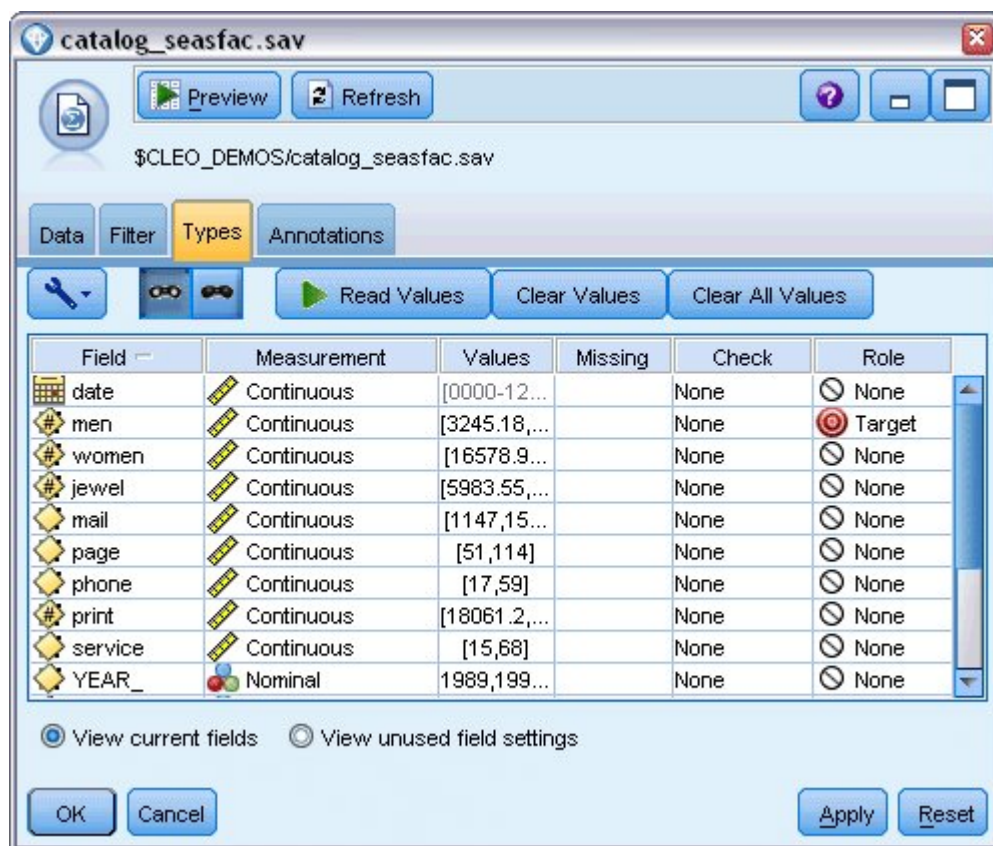 catalog_seasfac.sav
Preview Refresh
$CLEO_DEMOS/catalog_seasfac.sav
Data Filter Types Annotations
Read Values Clear Values Clear All Values
Field Measurement Values Missing Check Role
date Continuous [0000-12... None None
men Continuous [3245.18,... None Target
women Continuous [16578.9... None None
jewel Continuous [5983.55,... None None
mail Continuous [1147,15... None None
page Continuous [51,114] None None
phone Continuous [17,59] None None
print Continuous [18061.2,... None None
service Continuous [15,68] None None
YEAR_ Nominal 1989,199... None None
View current fields View unused field settings
OK Cancel Apply Reset